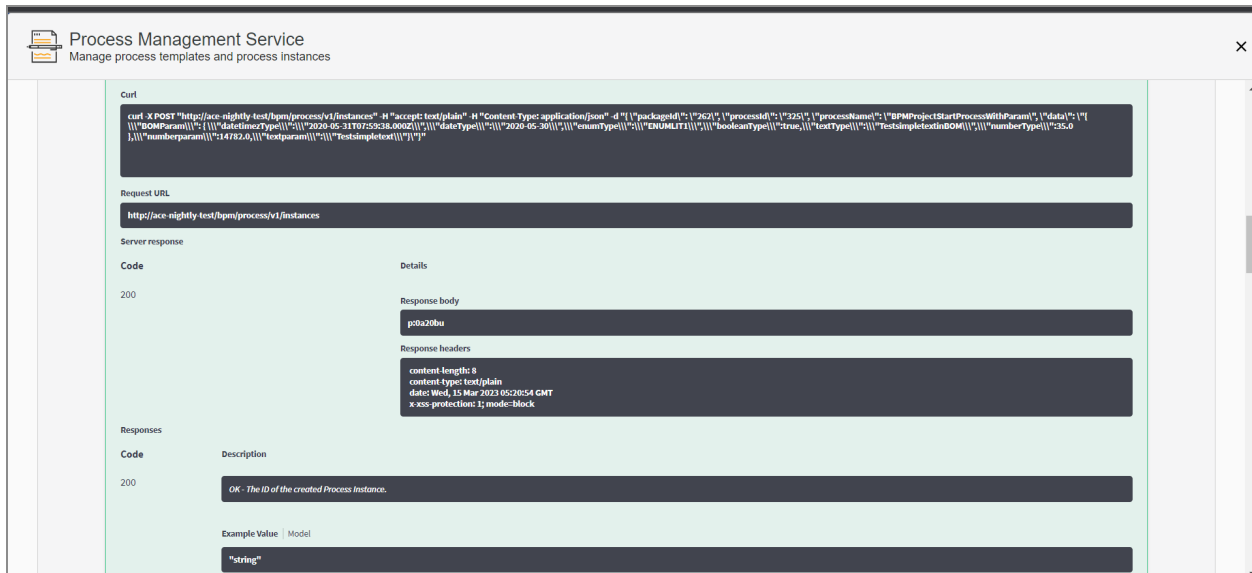 Process Management Service
Manage process templates and process instances
Curl
curl -X POST "http://ace-nightly-test/bpm/process/v1/instances" -H "accept: text/plain" -H "Content-Type: application/json" -d "{ \"packageId\": \"262\", \"processId\": \"325\", \"processName\": \"BPMProjectStartProcessWithParam\", \"data\": \"{
\\\"BOMParam\\\": { \\\"datetimezType\\\":\\\"2020-05-31T07:59:38.000Z\\\",\\\"dateType\\\":\\\"2020-05-30\\\",\\\"enumType\\\":\\\"ENUMLIT1\\\",\\\"booleanType\\\":true,\\\"textType\\\":\\\"TestsimpletextinBOM\\\",\\\"numberType\\\":35.0
},\\\"numberparam\\\":14782.0,\\\"textparam\\\":\\\"Testsimpletext\\\"}\"}"
Request URL
http://ace-nightly-test/bpm/process/v1/instances
Server response
Code Details
200
Response body
p:0a20bu
Response headers
content-length: 8
content-type: text/plain
date: Wed, 15 Mar 2023 05:20:54 GMT
x-xss-protection: 1; mode=block
Responses
Code Description
200
OK - The ID of the created Process Instance.
Example Value Model
"string"